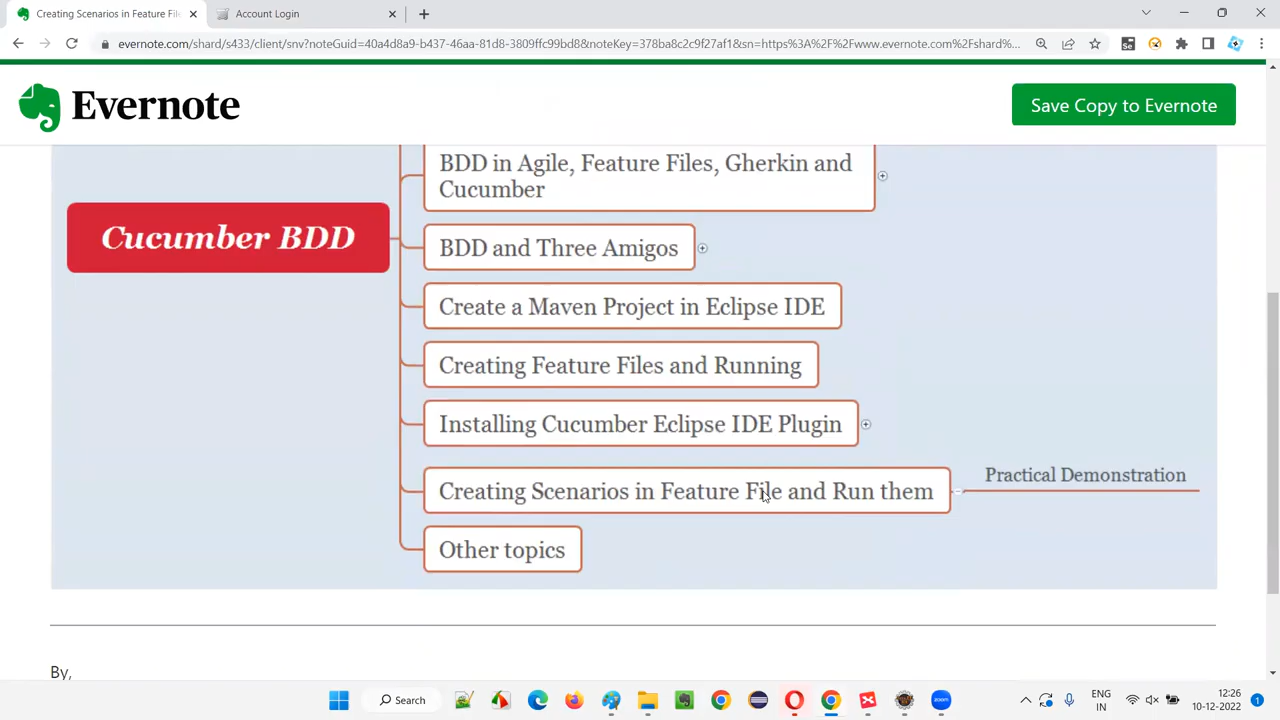 Creating Scenarios in Feature Fil
Account Login
evernote.com/shard/s433/client/snv?noteGuid=40a4d8a9-b437-c6aa-81d8-3809ffc99bd8&noteKey=378ba8c2e9f27af1&sn=https%3A%2F%2Fwww.evernote.com%2Fshard%...
Evernote
Save Copy to Evernote
BDD in Agile, Feature Files, Gherkin and
Cucumber
Cucumber BDD
BDD and Three Amigos
Create a Maven Project in Eclipse IDE
Creating Feature Files and Running
Installing Cucumber Eclipse IDE Plugin
Creating Scenarios in Feature File and Run them
Practical Demonstration
Other topics
By,
Search
ENG
IN
12:26
10-12-2022